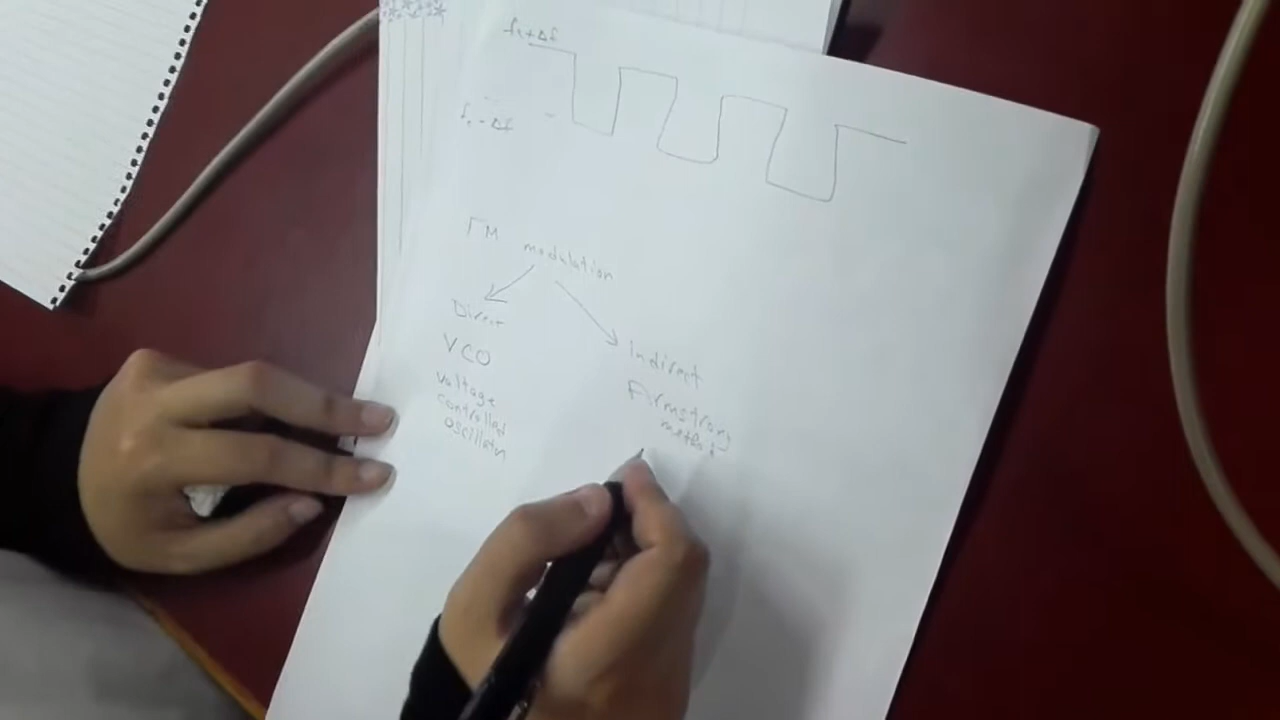 fc+Δf
fc-Δf
FM modulation
Direct
VCO
voltage
controlled
oscillator
Indirect
Armstrong
method